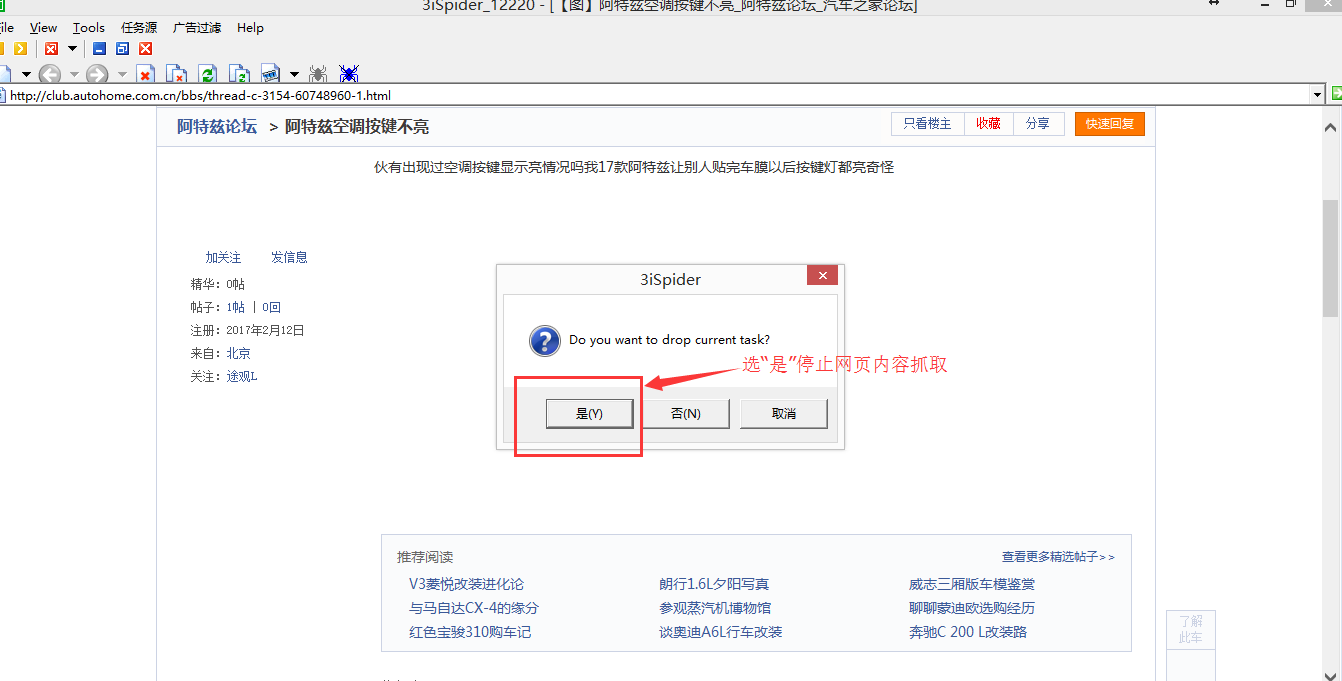 3iSpider_12220 - [【图】阿特兹空调按键不亮_阿特兹论坛_汽车之家论坛]
ile View Tools 任务源 广告过滤 Help
http://club.autohome.com.cn/bbs/thread-c-3154-60748960-1.html
阿特兹论坛 > 阿特兹空调按键不亮 只看楼主 收藏 分享 快速回复
伙有出现过空调按键显示亮情况吗我17款阿特兹让别人贴完车膜以后按键灯都亮奇怪
加关注 发信息
精华：0帖
帖子：1帖 | 0回
注册：2017年2月12日
来自：北京
关注：途观L
3iSpider
Do you want to drop current task?
选“是”停止网页内容抓取
是(Y) 否(N) 取消
推荐阅读 查看更多精选帖子>>
V3菱悦改装进化论 朗行1.6L夕阳写真 威志三厢版车模鉴赏
与马自达CX-4的缘分 参观蒸汽机博物馆 聊聊蒙迪欧选购经历
红色宝骏310购车记 谈奥迪A6L行车改装 奔驰C 200 L改装路
了解
此车